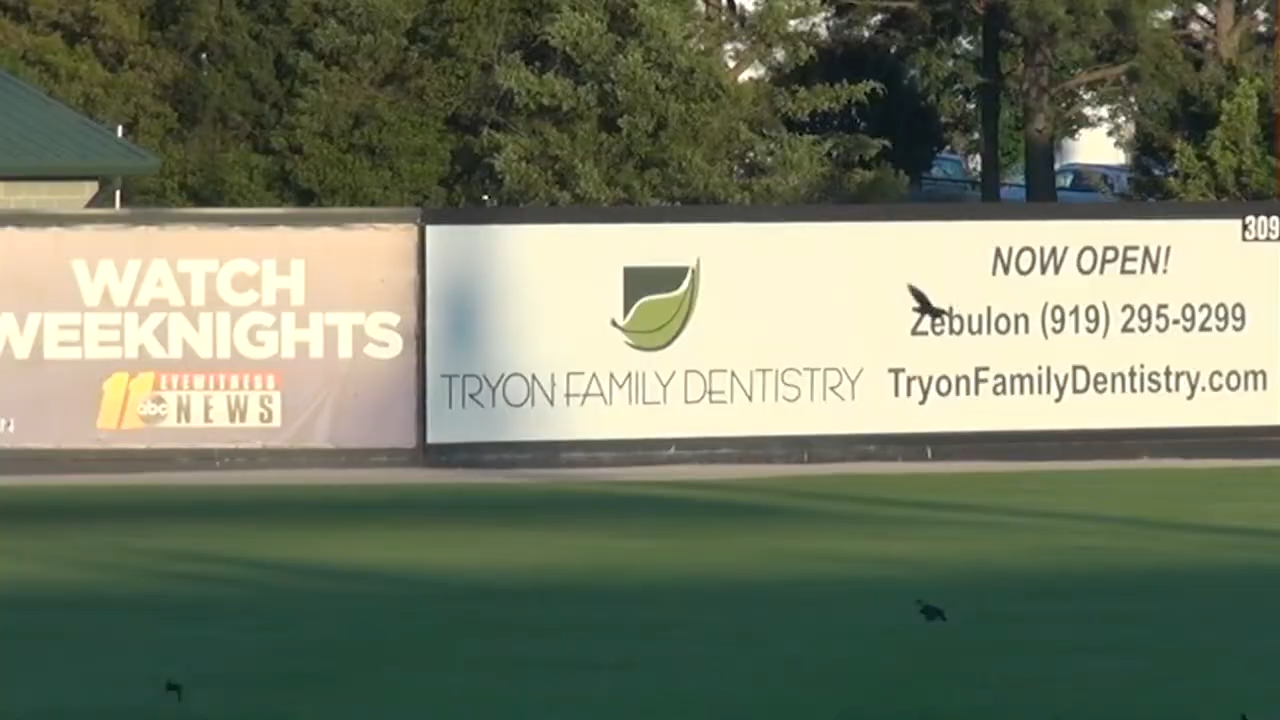 WATCH
WEEKNIGHTS
11 EYEWITNESS
abc NEWS
TRYON FAMILY DENTISTRY
NOW OPEN!
Zebulon (919) 295-9299
TryonFamilyDentistry.com
309